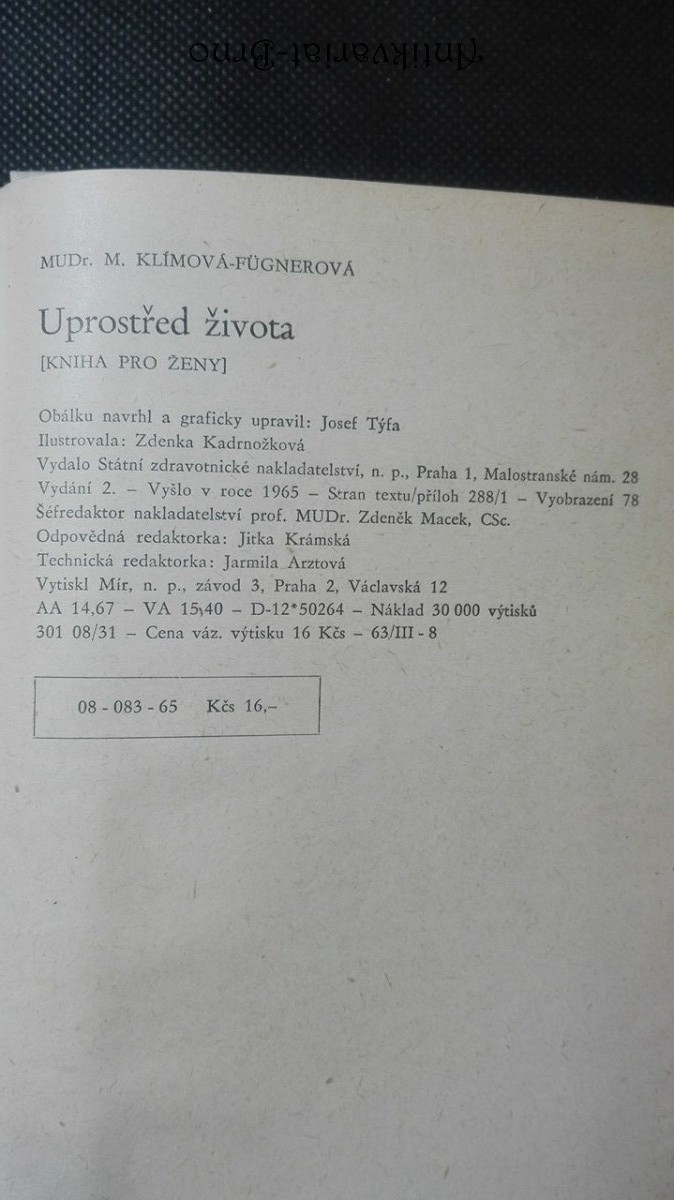 Antikvariat-Brno
MUDr. M. KLÍMOVÁ-FÜGNEROVÁ
Uprostřed života
[KNIHA PRO ŽENY]
Obálku navrhl a graficky upravil: Josef Týfa
Ilustrovala: Zdenka Kadrnožková
Vydalo Státní zdravotnické nakladatelství, n. p., Praha 1, Malostranské nám. 28
Vydání 2. – Vyšlo v roce 1965 – Stran textu/příloh 288/1 – Vyobrazení 78
Šéfredaktor nakladatelství prof. MUDr. Zdeněk Macek, CSc.
Odpovědná redaktorka: Jitka Krámská
Technická redaktorka: Jarmila Arztová
Vytiskl Mír, n. p., závod 3, Praha 2, Václavská 12
AA 14,67 – VA 15,40 – D-12*50264 – Náklad 30 000 výtisků
301 08/31 – Cena váz. výtisku 16 Kčs – 63/III - 8
08 - 083 - 65 Kčs 16,–